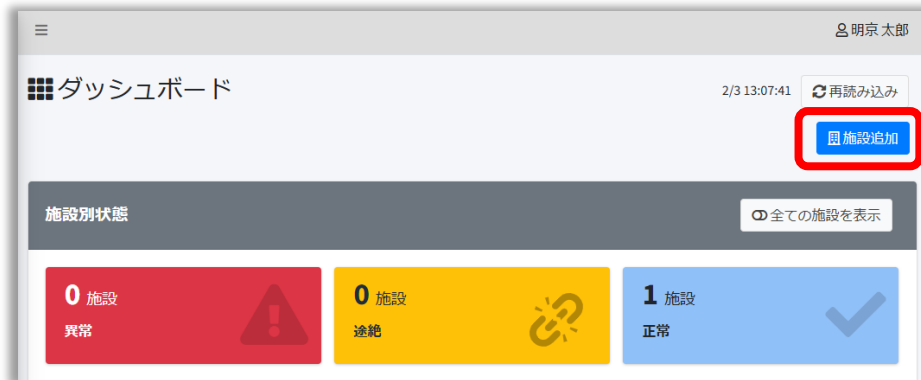 明京 太郎
ダッシュボード
2/3 13:07:41 再読み込み
施設追加
施設別状態 全ての施設を表示
0 施設 0 施設 1 施設
異常 途絶 正常